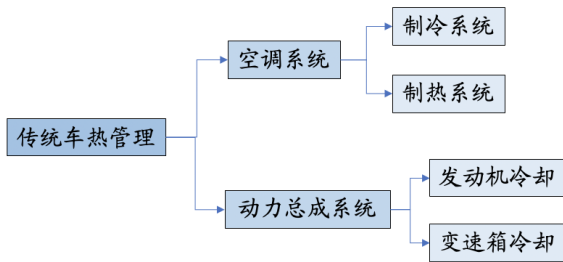 传统车热管理
空调系统
制冷系统
制热系统
动力总成系统
发动机冷却
变速箱冷却